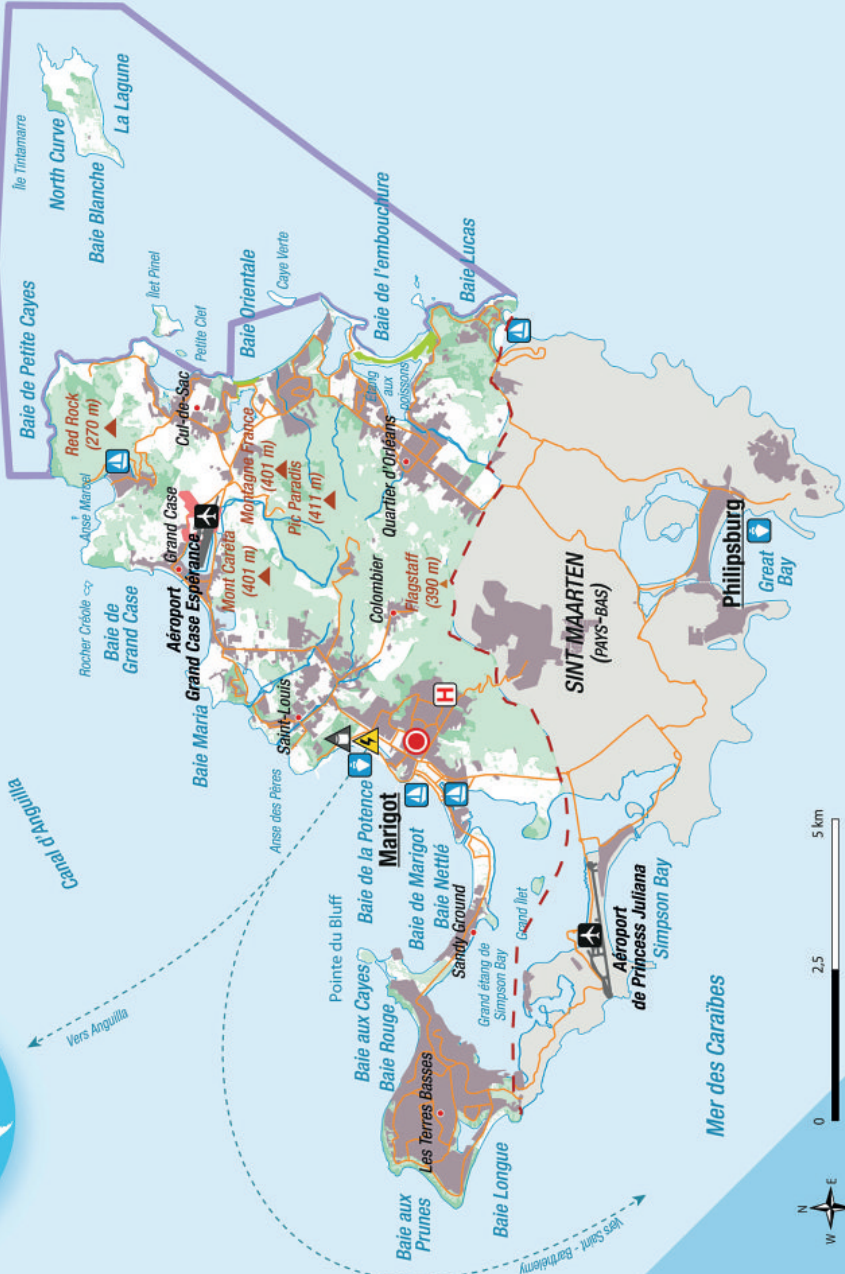 Canal d'Anguilla
Vers Anguilla
Vers Saint - Barthélemy
Île Tintamarre
North Curve
Baie Blanche
La Lagune
Baie de Petite Cayes
Red Rock
(270 m)
Anse Marcel
Îlet Pinel
Petite Clef
Cul-de-Sac
Baie Orientale
Caye Verte
Rocher Créole
Baie de
Grand Case
Grand Case
Aéroport
Grand Case Espérance
Mont Careta
(401 m)
Montagne France
(401 m)
Pic Paradis
(411 m)
Baie de l'embouchure
Etang
aux
poissons
Quartier d'Orléans
Baie Lucas
Baie Maria
Saint-Louis
Anse des Pères
Colombier
Flagstaff
(390 m)
H
Baie de la Potence
Marigot
Baie de Marigot
Baie Nettlé
Pointe du Bluff
Baie aux Cayes
Baie Rouge
Sandy Ground
Grand étang de
Simpson Bay
Grand Îlet
Les Terres Basses
Baie aux
Prunes
Baie Longue
SINT MAARTEN
(PAYS-BAS)
Aéroport
de Princess Juliana
Simpson Bay
Philipsburg
Great
Bay
Mer des Caraïbes
N
W
E
S
0
2,5
5 km